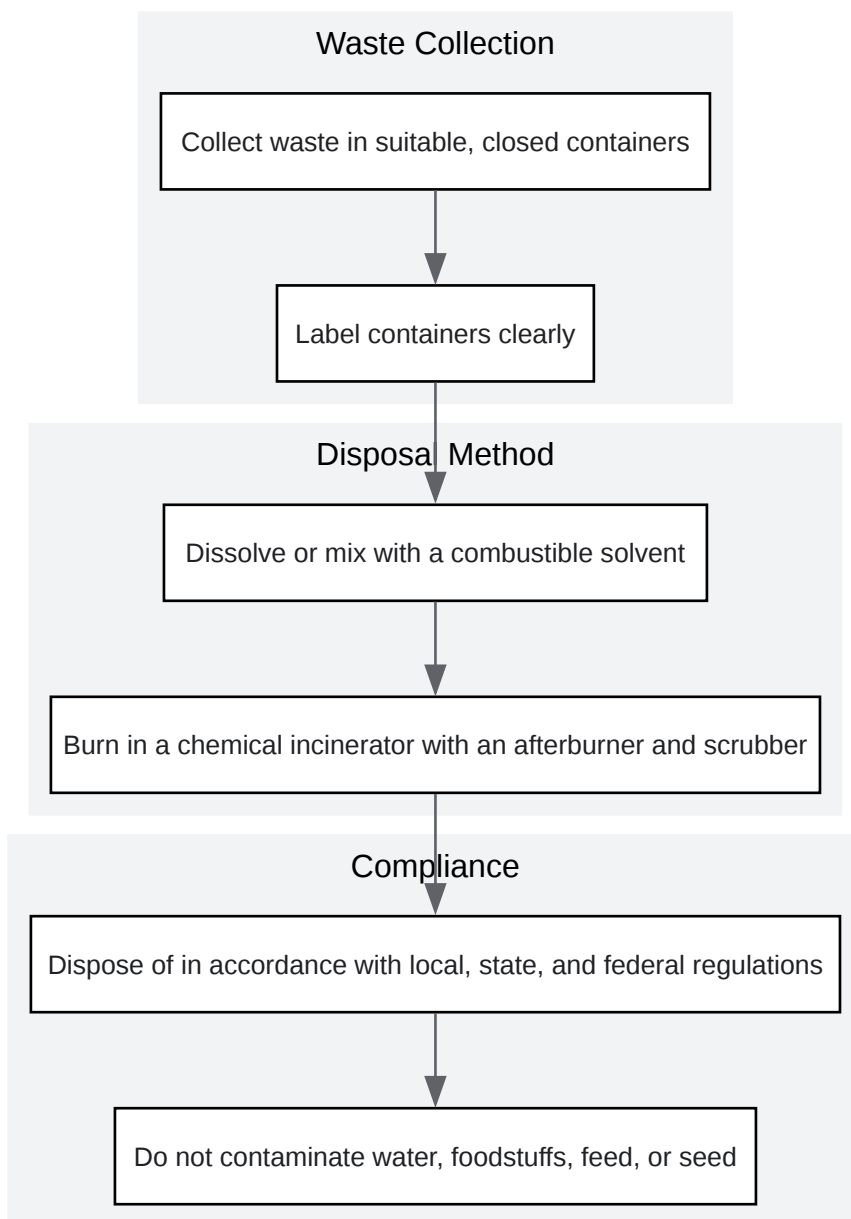 Waste Collection
Collect waste in suitable, closed containers
Label containers clearly
Disposal Method
Dissolve or mix with a combustible solvent
Burn in a chemical incinerator with an afterburner and scrubber
Compliance
Dispose of in accordance with local, state, and federal regulations
Do not contaminate water, foodstuffs, feed, or seed